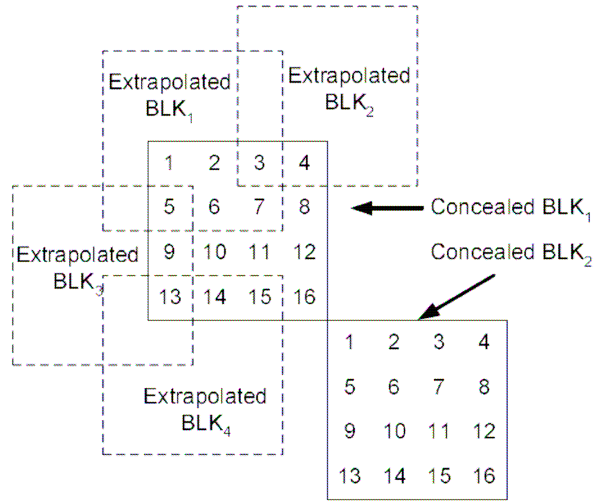 Extrapolated
BLK1
Extrapolated
BLK2
1 2 3 4
5 6 7 8
Concealed BLK1
Extrapolated
BLK3
9 10 11 12
Concealed BLK2
13 14 15 16
Extrapolated
BLK4
1 2 3 4
5 6 7 8
9 10 11 12
13 14 15 16